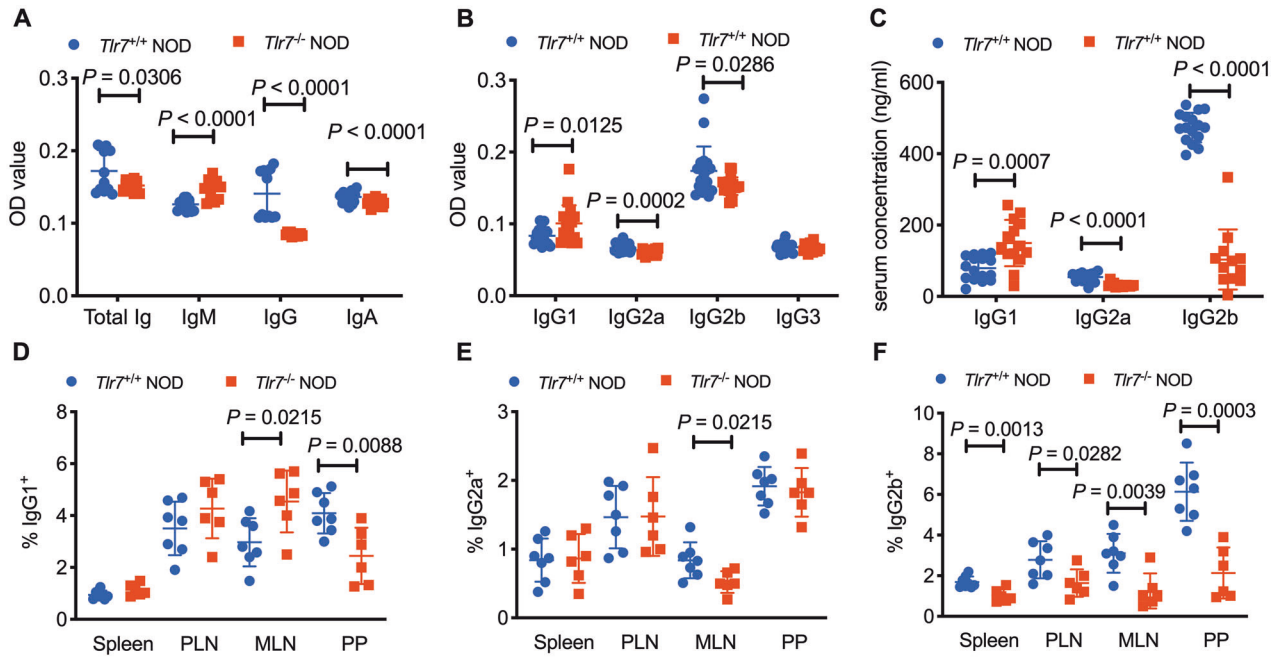 A
Tlr7+/+ NOD
Tlr7-/- NOD
OD value
0.3
0.2
0.1
0.0
P = 0.0306
P < 0.0001
P < 0.0001
P < 0.0001
Total Ig
IgM
IgG
IgA
B
Tlr7+/+ NOD
Tlr7+/+ NOD
OD value
0.3
0.2
0.1
0.0
P = 0.0125
P = 0.0002
P = 0.0286
IgG1
IgG2a
IgG2b
IgG3
C
Tlr7+/+ NOD
Tlr7+/+ NOD
serum concentration (ng/ml)
600
400
200
0
P = 0.0007
P < 0.0001
P < 0.0001
IgG1
IgG2a
IgG2b
D
Tlr7+/+ NOD
Tlr7-/- NOD
% IgG1+
8
6
4
2
0
P = 0.0215
P = 0.0088
Spleen
PLN
MLN
PP
E
Tlr7+/+ NOD
Tlr7-/- NOD
% IgG2a+
3
2
1
0
P = 0.0215
Spleen
PLN
MLN
PP
F
Tlr7+/+ NOD
Tlr7-/- NOD
% IgG2b+
10
8
6
4
2
0
P = 0.0013
P = 0.0282
P = 0.0039
P = 0.0003
Spleen
PLN
MLN
PP